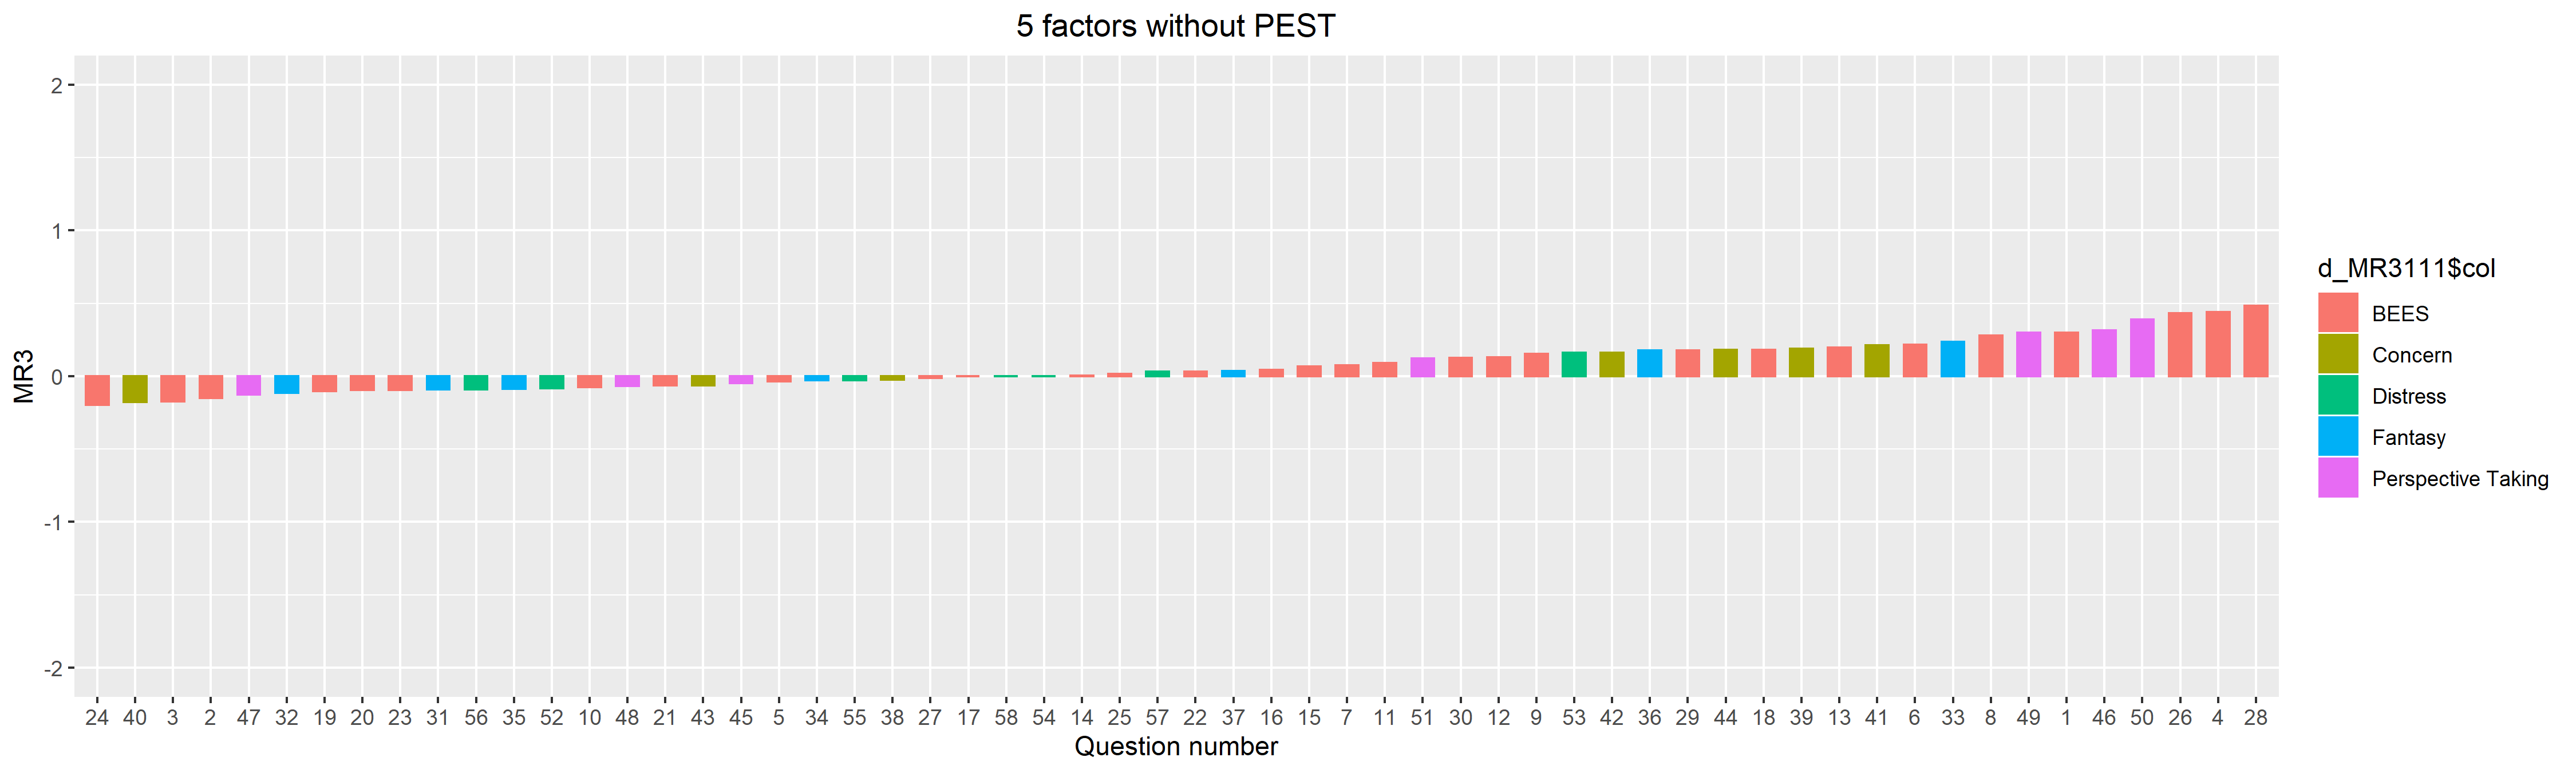 5 factors without PEST
2
1
0
-1
-2
MR3
24 40 3 2 47 32 19 20 23 31 56 35 52 10 48 21 43 45 5 34 55 38 27 17 58 54 14 25 57 22 37 16 15 7 11 51 30 12 9 53 42 36 29 44 18 39 13 41 6 33 8 49 1 46 50 26 4 28
Question number
d_MR3111$col
BEES
Concern
Distress
Fantasy
Perspective Taking